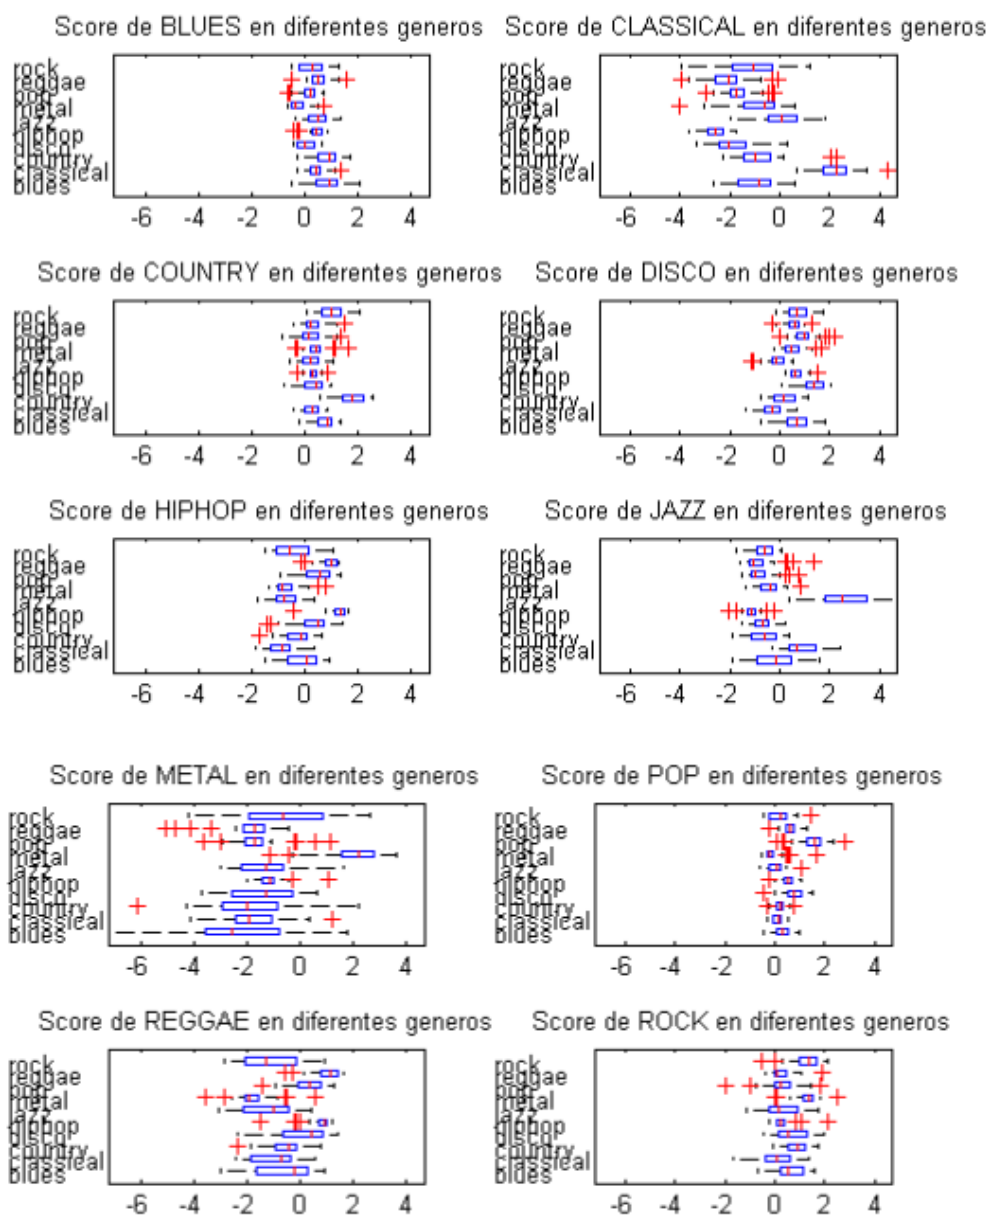 Score de BLUES en diferentes generos
rock
reggae
pop
metal
jazz
hiphop
disco
country
classical
blues
-6 -4 -2 0 2 4
Score de CLASSICAL en diferentes generos
rock
reggae
pop
metal
jazz
hiphop
disco
country
classical
blues
-6 -4 -2 0 2 4
Score de COUNTRY en diferentes generos
rock
reggae
pop
metal
jazz
hiphop
disco
country
classical
blues
-6 -4 -2 0 2 4
Score de DISCO en diferentes generos
rock
reggae
pop
metal
jazz
hiphop
disco
country
classical
blues
-6 -4 -2 0 2 4
Score de HIPHOP en diferentes generos
rock
reggae
pop
metal
jazz
hiphop
disco
country
classical
blues
-6 -4 -2 0 2 4
Score de JAZZ en diferentes generos
rock
reggae
pop
metal
jazz
hiphop
disco
country
classical
blues
-6 -4 -2 0 2 4
Score de METAL en diferentes generos
rock
reggae
pop
metal
jazz
hiphop
disco
country
classical
blues
-6 -4 -2 0 2 4
Score de POP en diferentes generos
rock
reggae
pop
metal
jazz
hiphop
disco
country
classical
blues
-6 -4 -2 0 2 4
Score de REGGAE en diferentes generos
rock
reggae
pop
metal
jazz
hiphop
disco
country
classical
blues
-6 -4 -2 0 2 4
Score de ROCK en diferentes generos
rock
reggae
pop
metal
jazz
hiphop
disco
country
classical
blues
-6 -4 -2 0 2 4